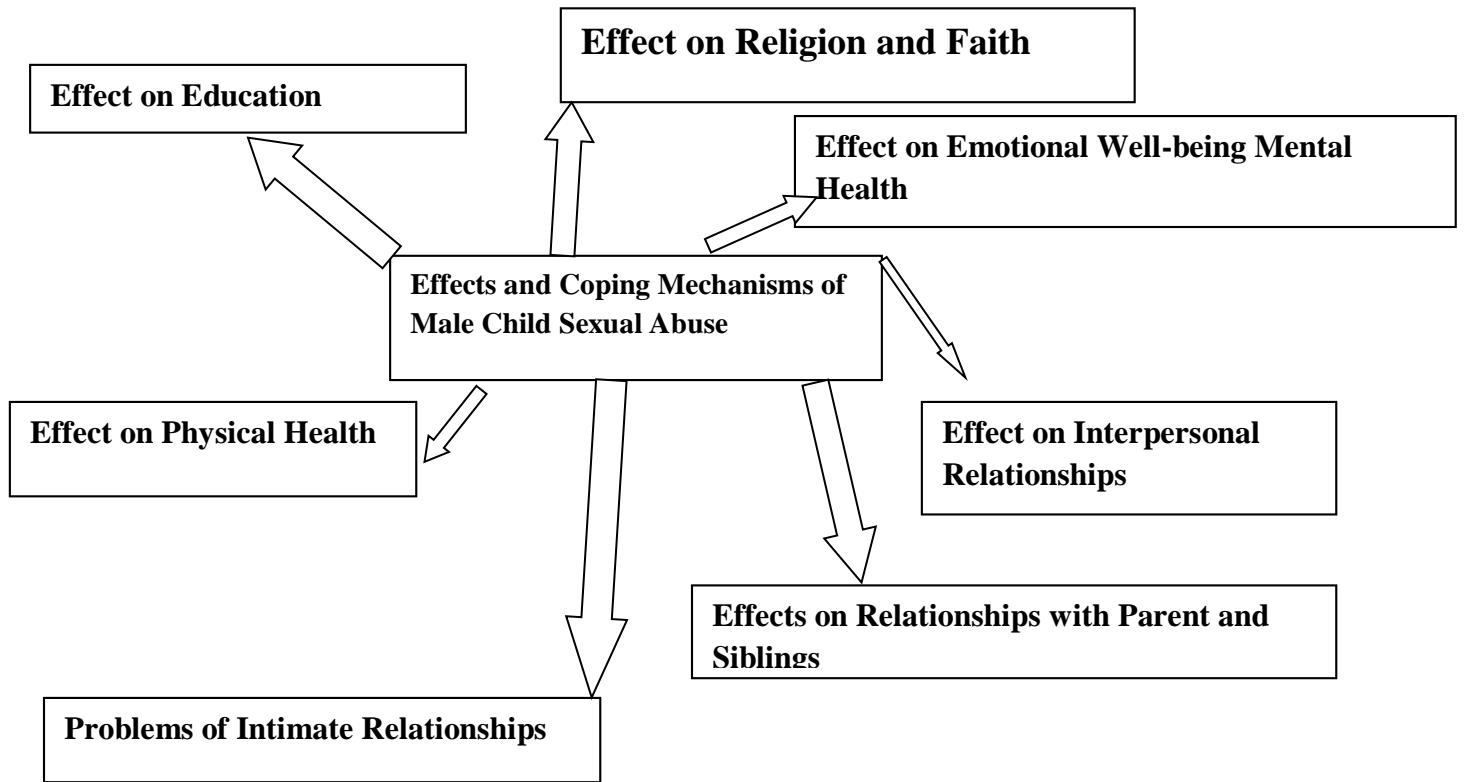 Effect on Religion and Faith
Effect on Education
Effect on Emotional Well-being Mental
Health
Effects and Coping Mechanisms of
Male Child Sexual Abuse
Effect on Physical Health
Effect on Interpersonal
Relationships
Effects on Relationships with Parent and
Siblings
Problems of Intimate Relationships